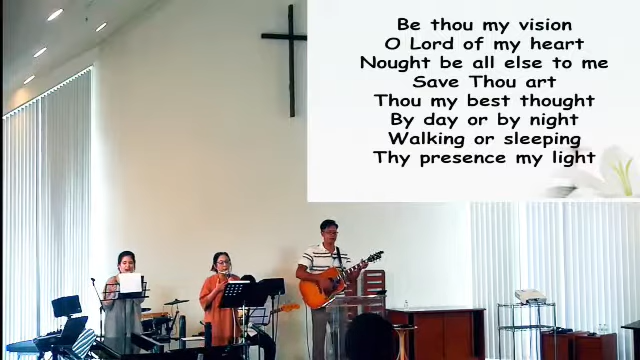 Be thou my vision
O Lord of my heart
Nought be all else to me
Save Thou art
Thou my best thought
By day or by night
Walking or sleeping
Thy presence my light